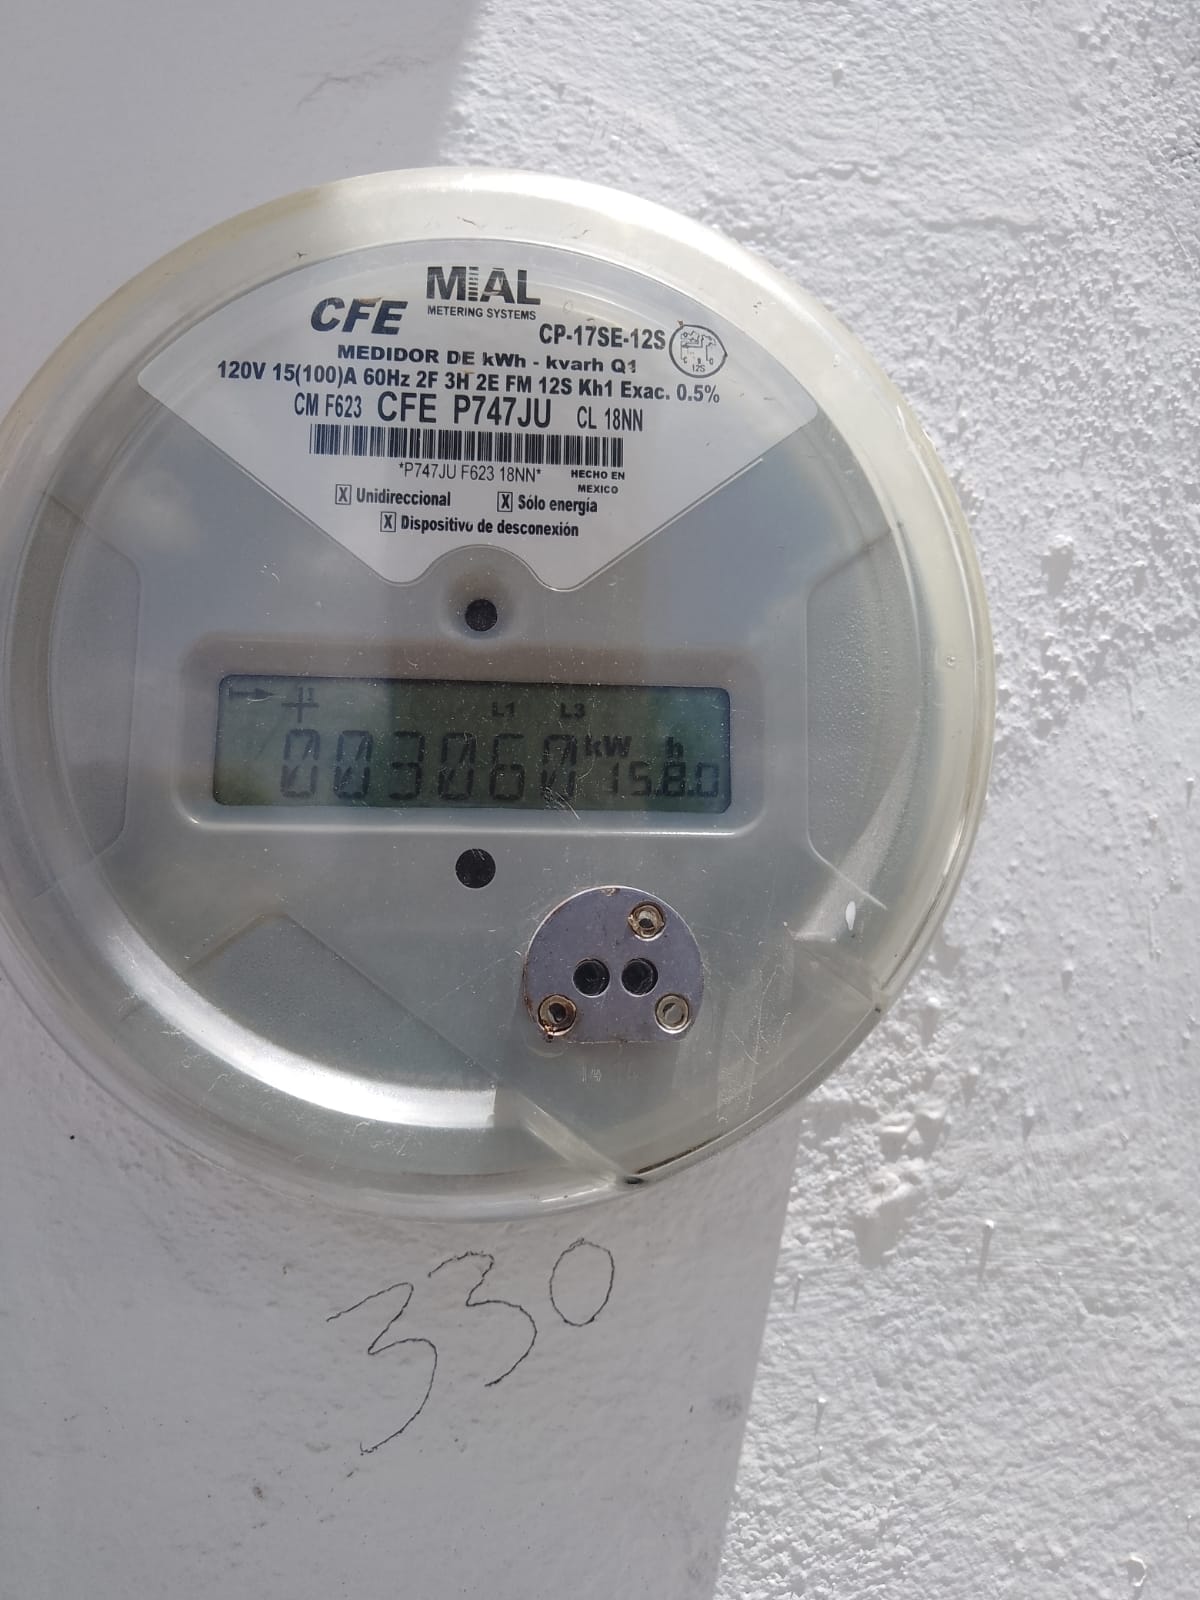 MIAL
METERING SYSTEMS
CFE
CP-17SE-12S
12S
MEDIDOR DE kWh - kvarh Q1
120V 15(100)A 60Hz 2F 3H 2E FM 12S Kh1 Exac. 0.5%
CM F623 CFE P747JU CL 18NN
*P747JU F623 18NN* HECHO EN MEXICO
X Unidireccional X Sólo energía
X Dispositivo de desconexión
L1 L3
003060 kW h 15.8.0
330